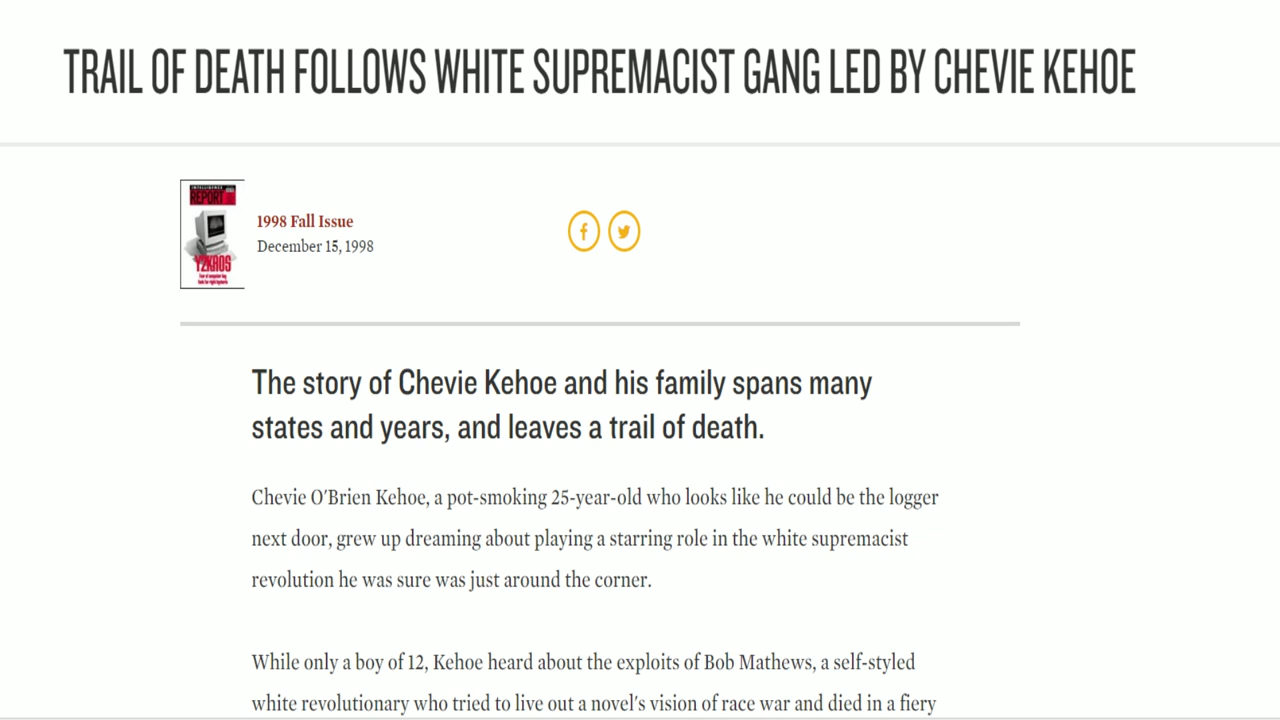 TRAIL OF DEATH FOLLOWS WHITE SUPREMACIST GANG LED BY CHEVIE KEHOE
INTELLIGENCE
REPORT
Y2KAOS
1998 Fall Issue
December 15, 1998
The story of Chevie Kehoe and his family spans many
states and years, and leaves a trail of death.
Chevie O'Brien Kehoe, a pot-smoking 25-year-old who looks like he could be the logger
next door, grew up dreaming about playing a starring role in the white supremacist
revolution he was sure was just around the corner.
While only a boy of 12, Kehoe heard about the exploits of Bob Mathews, a self-styled
white revolutionary who tried to live out a novel's vision of race war and died in a fiery